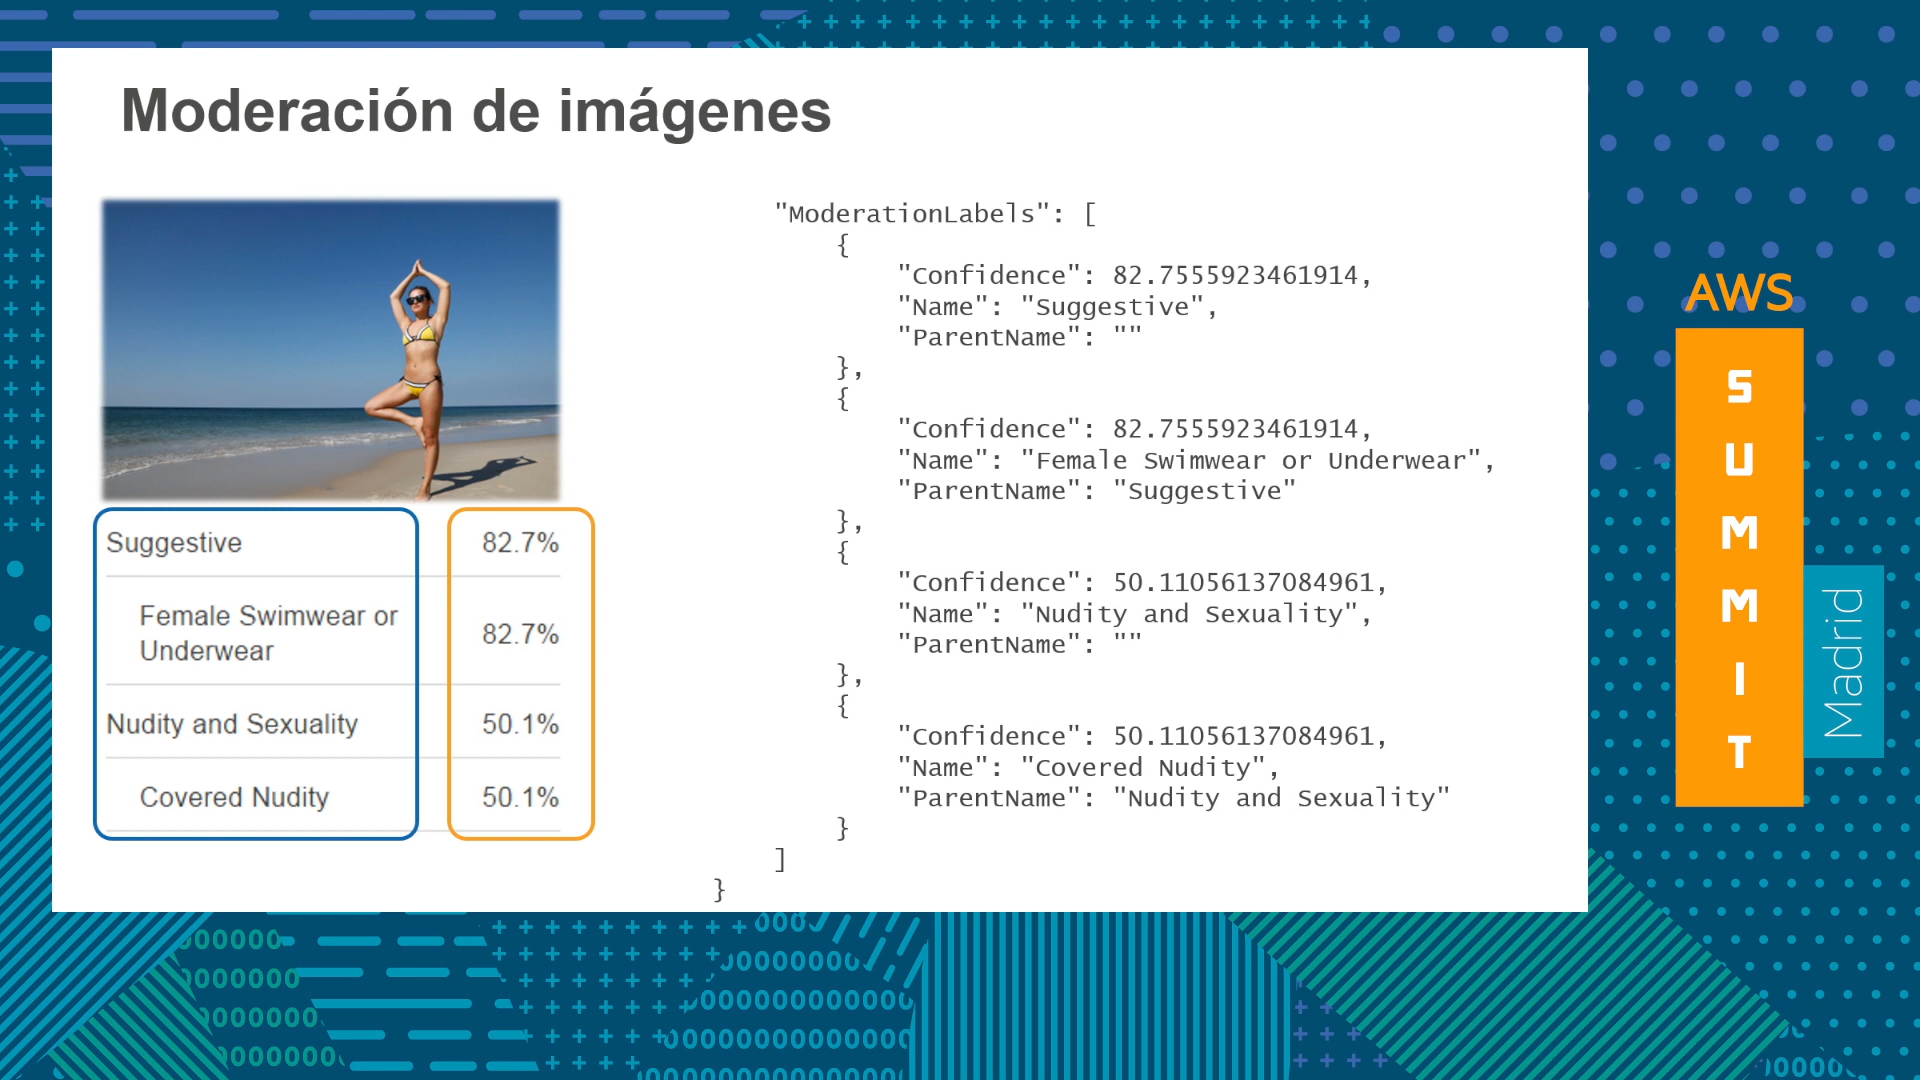 Moderación de imágenes
Suggestive 82.7%
Female Swimwear or
Underwear 82.7%
Nudity and Sexuality 50.1%
Covered Nudity 50.1%
"ModerationLabels": [
{
"Confidence": 82.7555923461914,
"Name": "Suggestive",
"ParentName": ""
},
{
"Confidence": 82.7555923461914,
"Name": "Female Swimwear or Underwear",
"ParentName": "Suggestive"
},
{
"Confidence": 50.11056137084961,
"Name": "Nudity and Sexuality",
"ParentName": ""
},
{
"Confidence": 50.11056137084961,
"Name": "Covered Nudity",
"ParentName": "Nudity and Sexuality"
}
]
}
AWS
SUMMIT
Madrid